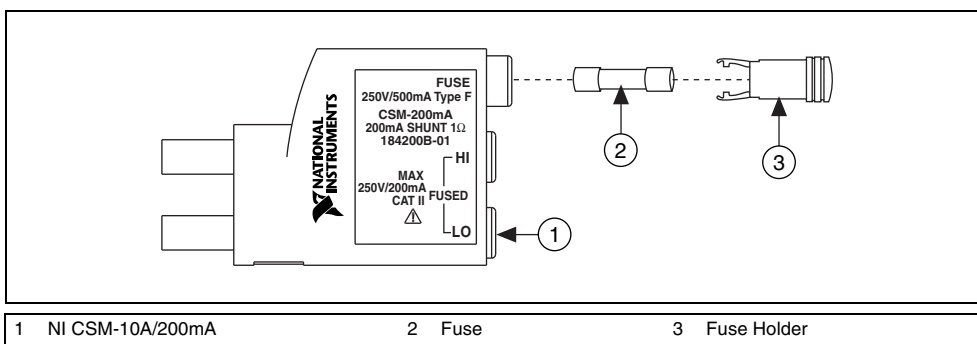 FUSE
250V/500mA Type F
CSM-200mA
200mA SHUNT 1Ω
184200B-01
HI
MAX
250V/200mA
CAT II
FUSED
LO
NATIONAL
INSTRUMENTS
1
2
3
1 NI CSM-10A/200mA 2 Fuse 3 Fuse Holder